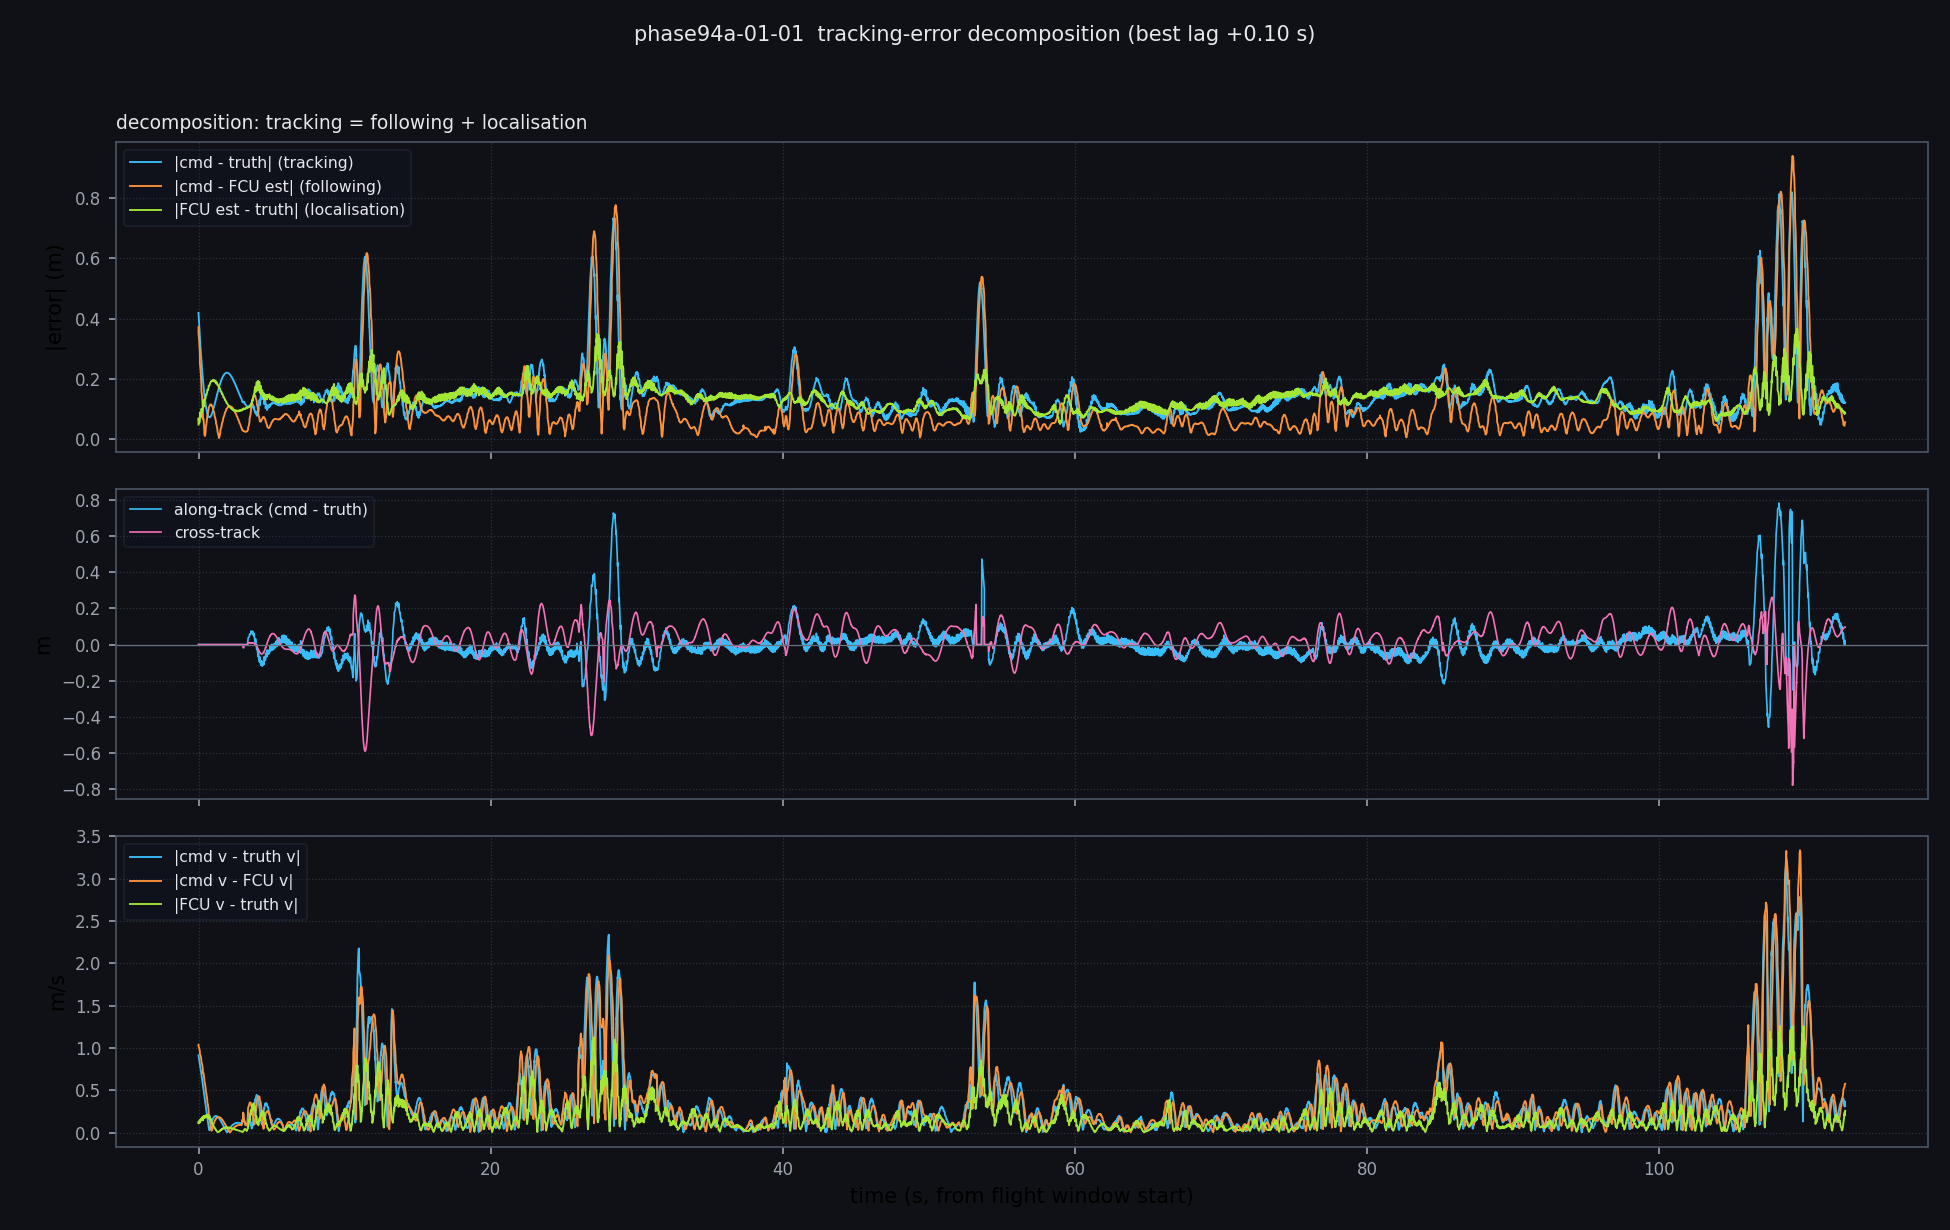 phase94a-01-01  tracking-error decomposition (best lag +0.10 s)
decomposition: tracking = following + localisation
|cmd - truth| (tracking)
|cmd - FCU est| (following)
|FCU est - truth| (localisation)
|error| (m)
0.8
0.6
0.4
0.2
0.0
along-track (cmd - truth)
cross-track
m
0.8
0.6
0.4
0.2
0.0
−0.2
−0.4
−0.6
−0.8
|cmd v - truth v|
|cmd v - FCU v|
|FCU v - truth v|
m/s
3.5
3.0
2.5
2.0
1.5
1.0
0.5
0.0
0 20 40 60 80 100
time (s, from flight window start)